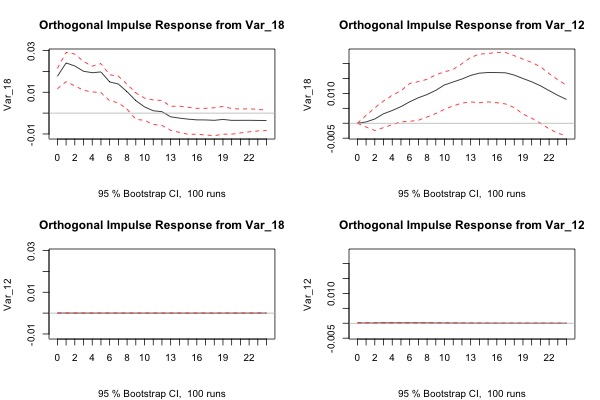 Orthogonal Impulse Response from Var_18
Var_18
0.03
0.01
-0.01
0 2 4 6 8 10 13 16 19 22
95 % Bootstrap CI, 100 runs
Orthogonal Impulse Response from Var_12
Var_18
0.010
-0.005
0 2 4 6 8 10 13 16 19 22
95 % Bootstrap CI, 100 runs
Orthogonal Impulse Response from Var_18
Var_12
0.03
0.01
-0.01
0 2 4 6 8 10 13 16 19 22
95 % Bootstrap CI, 100 runs
Orthogonal Impulse Response from Var_12
Var_12
0.010
-0.005
0 2 4 6 8 10 13 16 19 22
95 % Bootstrap CI, 100 runs